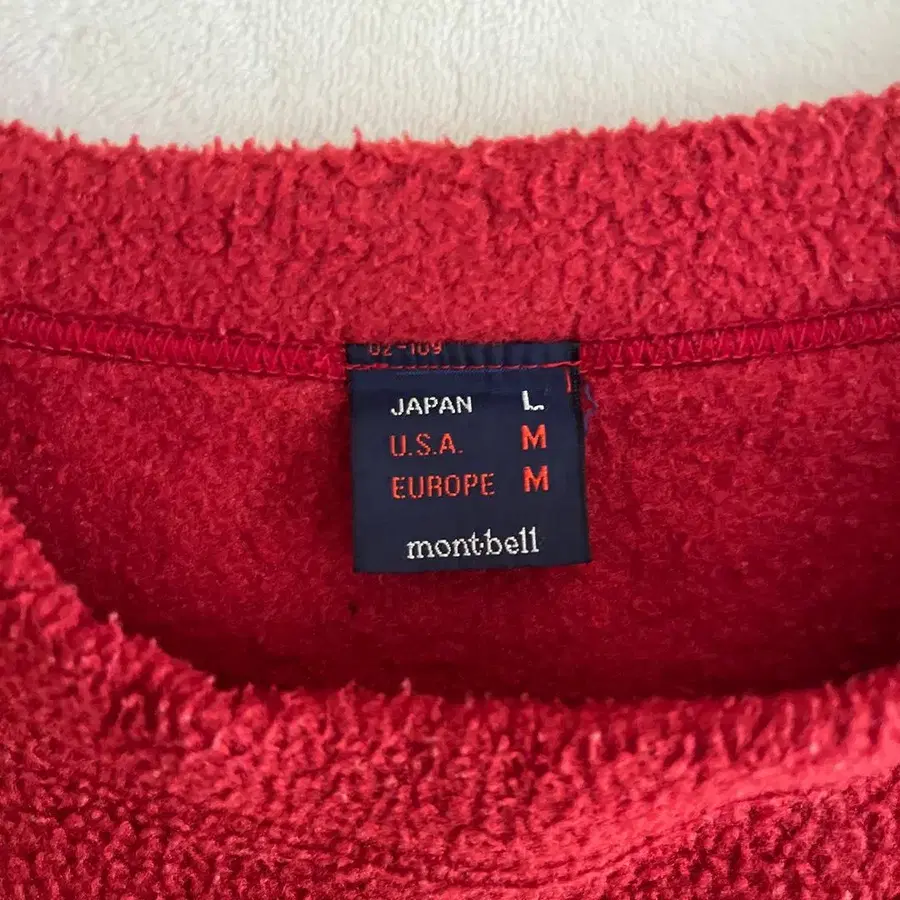 JAPAN L
U.S.A. M
EUROPE M
mont·bell